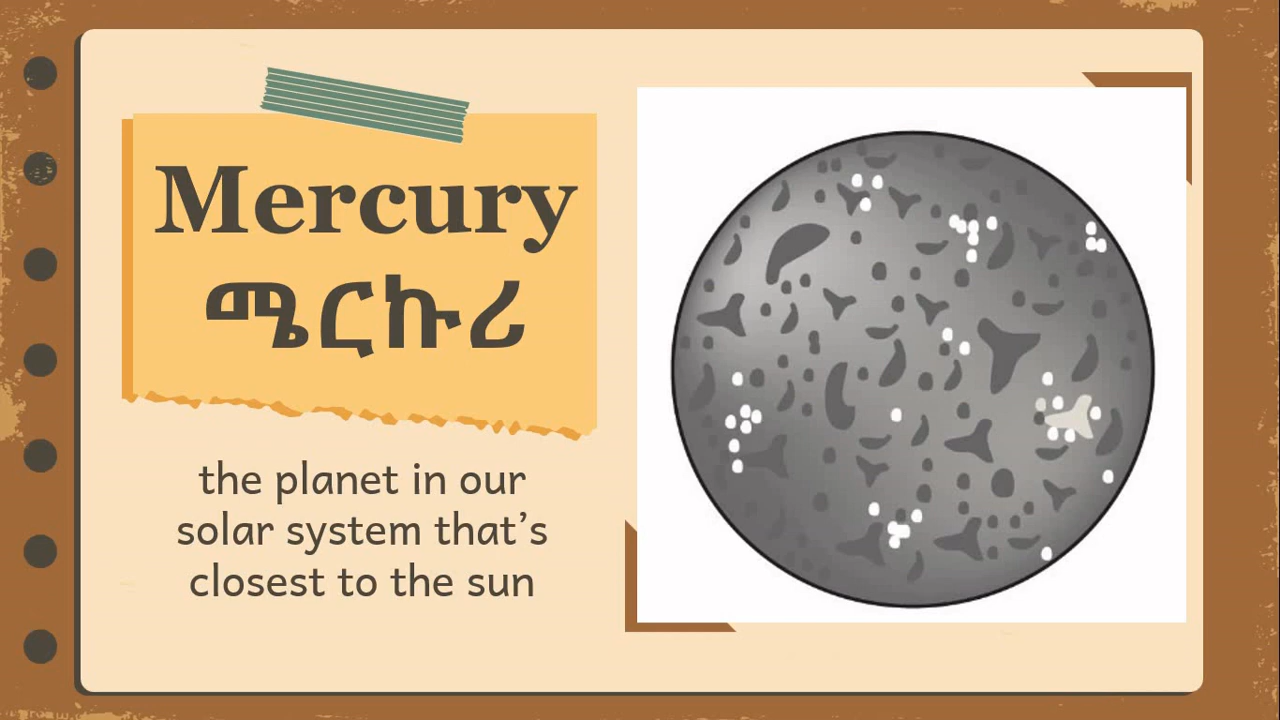 Mercury
ሜርኩሪ
the planet in our
solar system that’s
closest to the sun